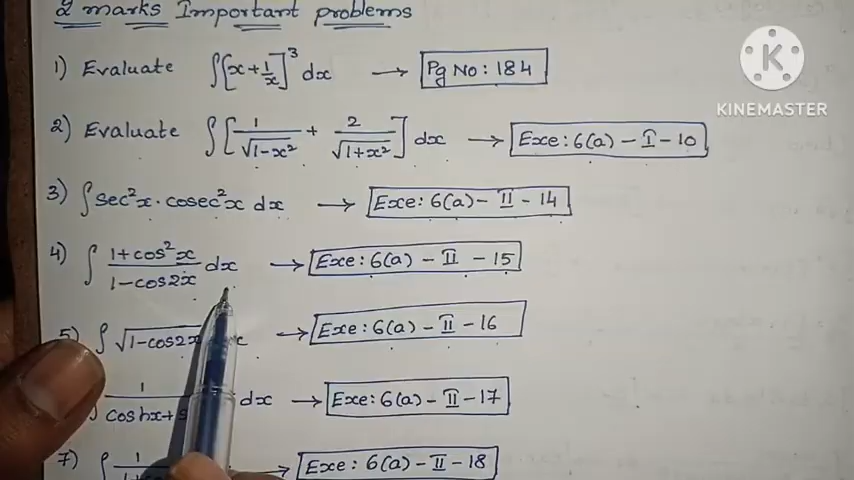 2 marks Important problems
1) Evaluate ∫[x+1/x]³ dx → Pg No: 184
K
KINEMASTER
2) Evaluate ∫[1/√(1-x²) + 2/√(1+x²)] dx → Exe: 6(a) - I - 10
3) ∫sec²x · cosec²x dx → Exe: 6(a) - II - 14
4) ∫ (1+cos²x)/(1-cos2x) dx → Exe: 6(a) - II - 15
5) ∫ √1-cos2x x → Exe: 6(a) - II - 16
∫ 1/coshx+ dx → Exe: 6(a) - II - 17
7) ∫ 1/ → Exe: 6(a) - II - 18